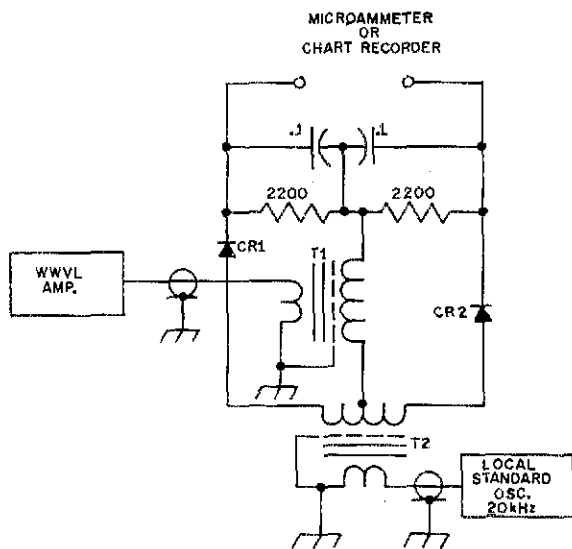 MICROAMMETER
OR
CHART RECORDER
.1
.1
2200
2200
CR1
T1
WWVL
AMP.
CR2
T2
LOCAL
STANDARD
OSC.
20kHz